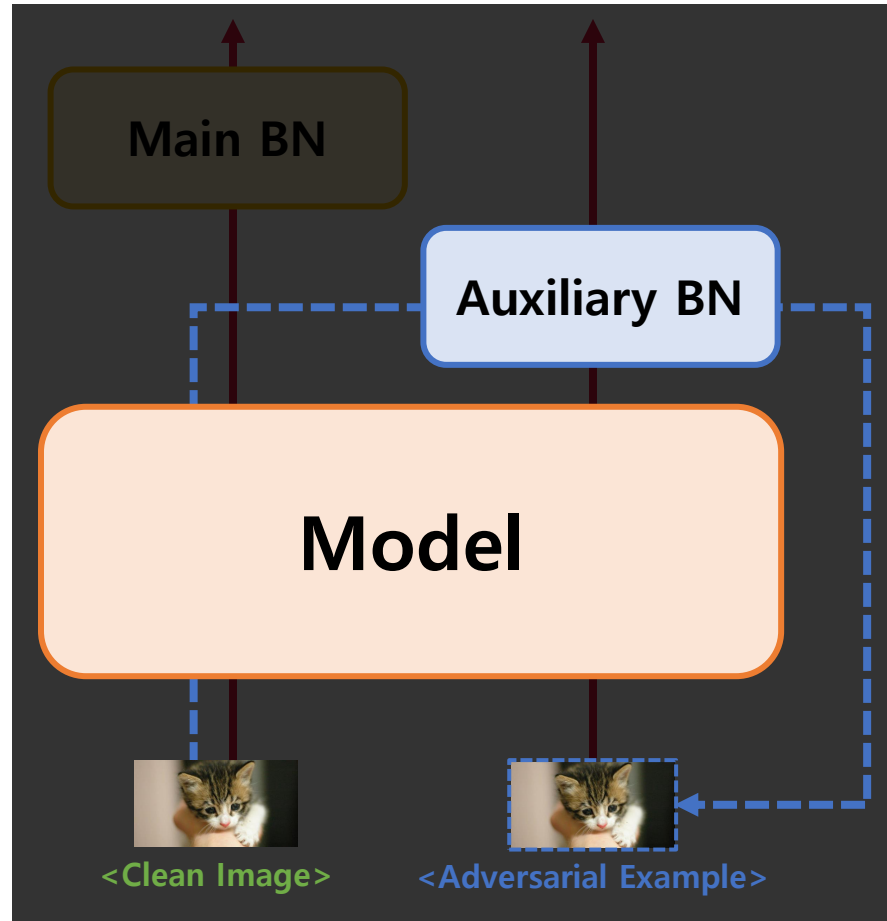 Main BN
Auxiliary BN
Model
<Clean Image>
<Adversarial Example>